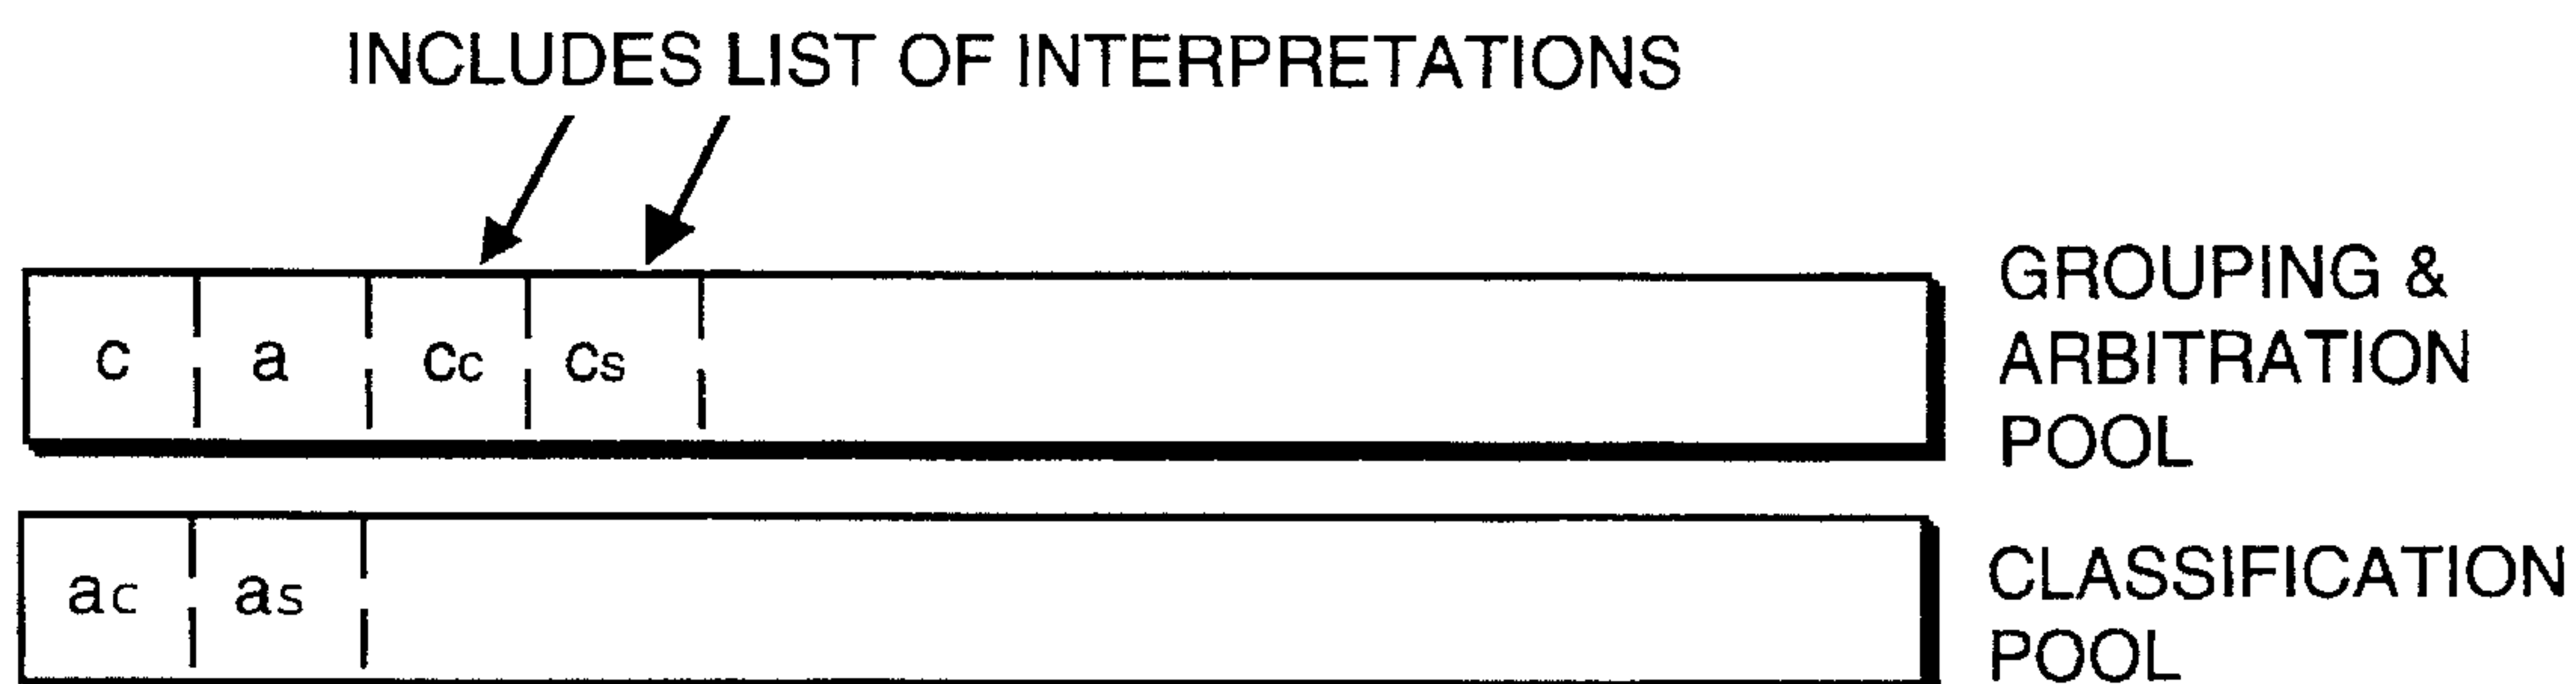 INCLUDES LIST OF INTERPRETATIONS
c a cc cs
GROUPING &
ARBITRATION
POOL
ac as
CLASSIFICATION
POOL